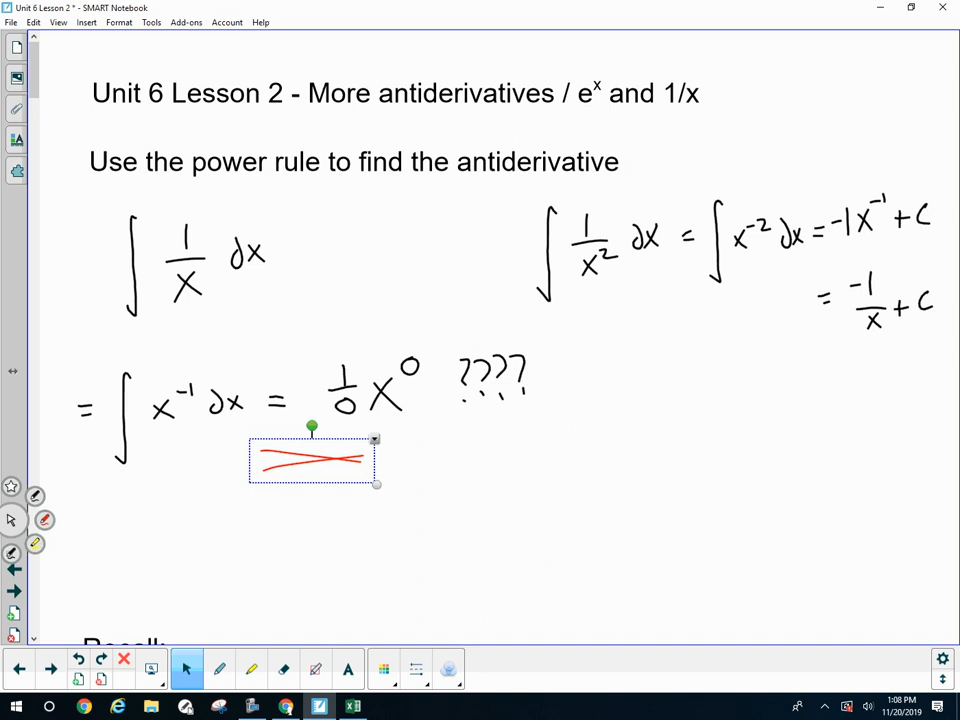 Unit 6 Lesson 2 * - SMART Notebook
File Edit View Insert Format Tools Add-ons Account Help
Unit 6 Lesson 2 - More antiderivatives / eˣ and 1/x
Use the power rule to find the antiderivative
∫ 1/x dx
∫ 1/x² dx = ∫ x⁻² dx = -1x⁻¹ + C
= -1/x + C
= ∫ x⁻¹ dx = 1/0 x⁰ ????
1:08 PM
11/20/2019